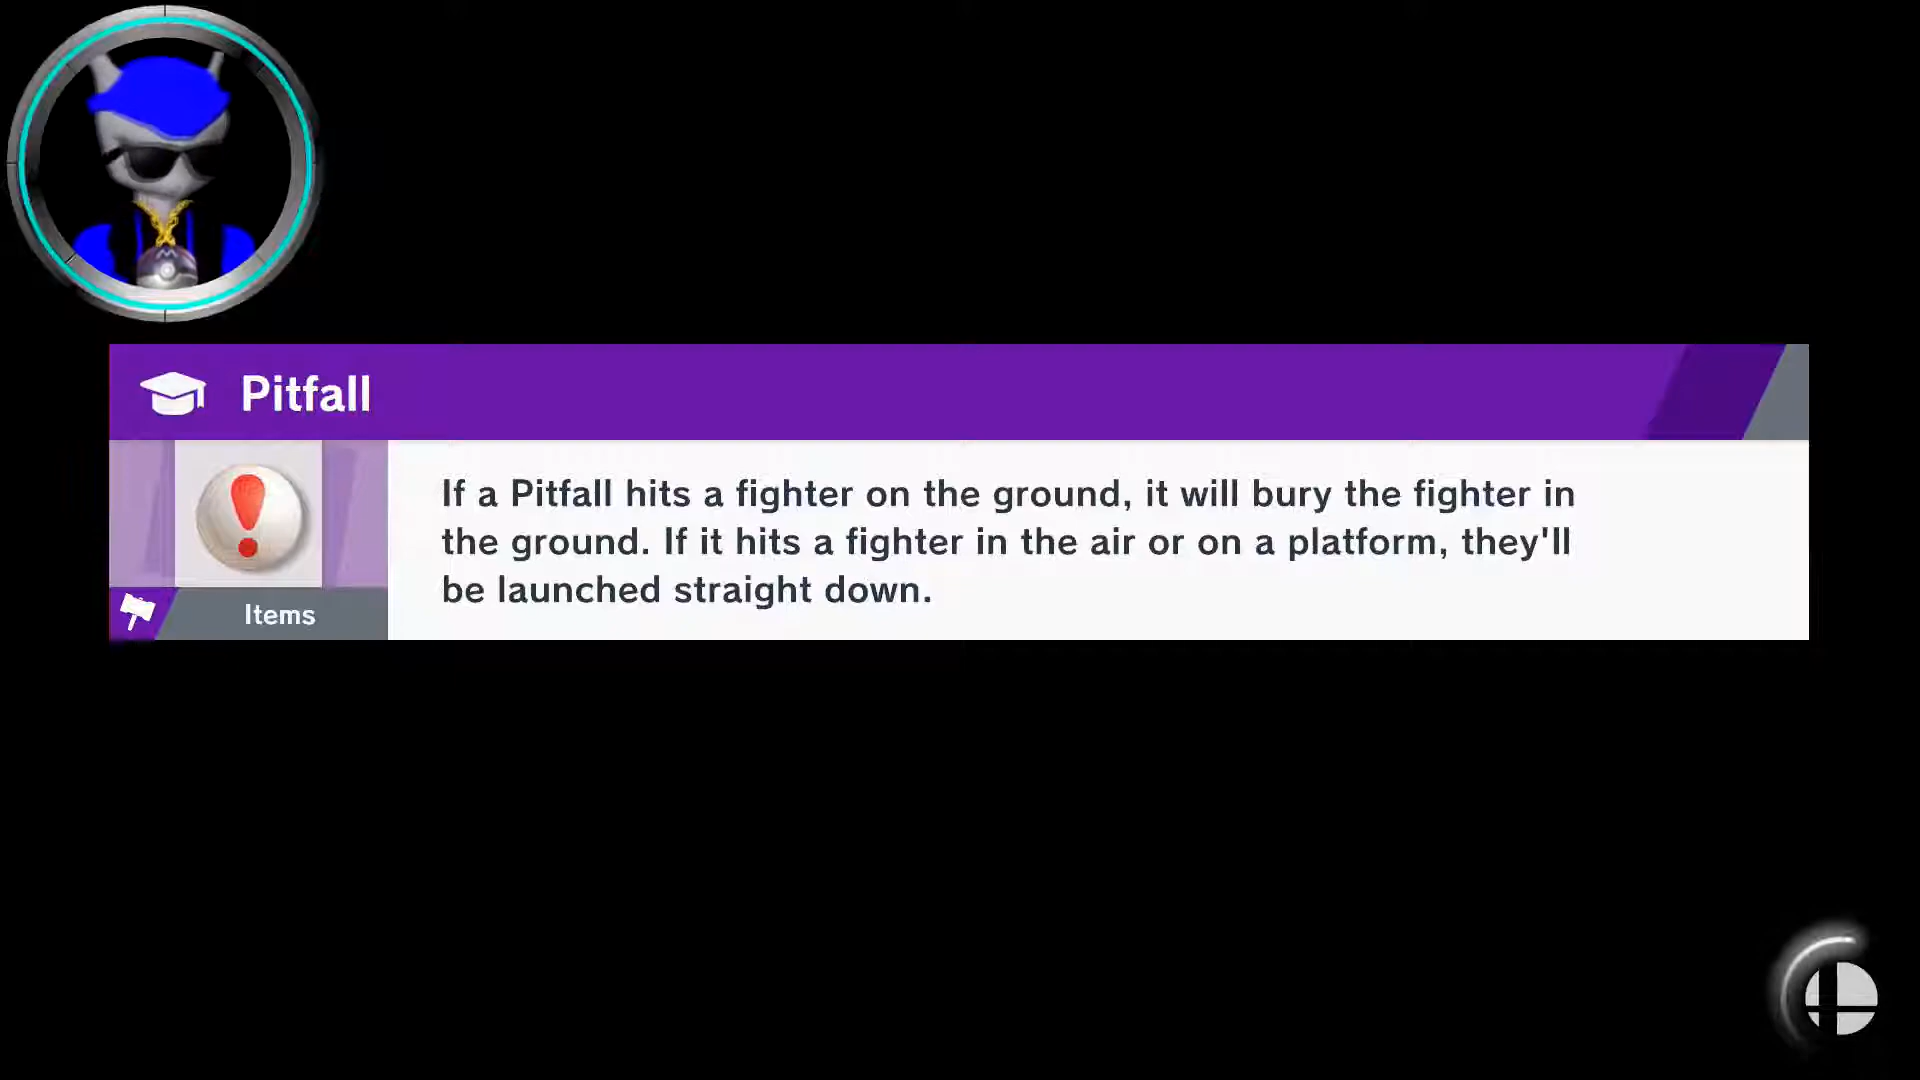 Pitfall
If a Pitfall hits a fighter on the ground, it will bury the fighter in
the ground. If it hits a fighter in the air or on a platform, they'll
be launched straight down.
Items